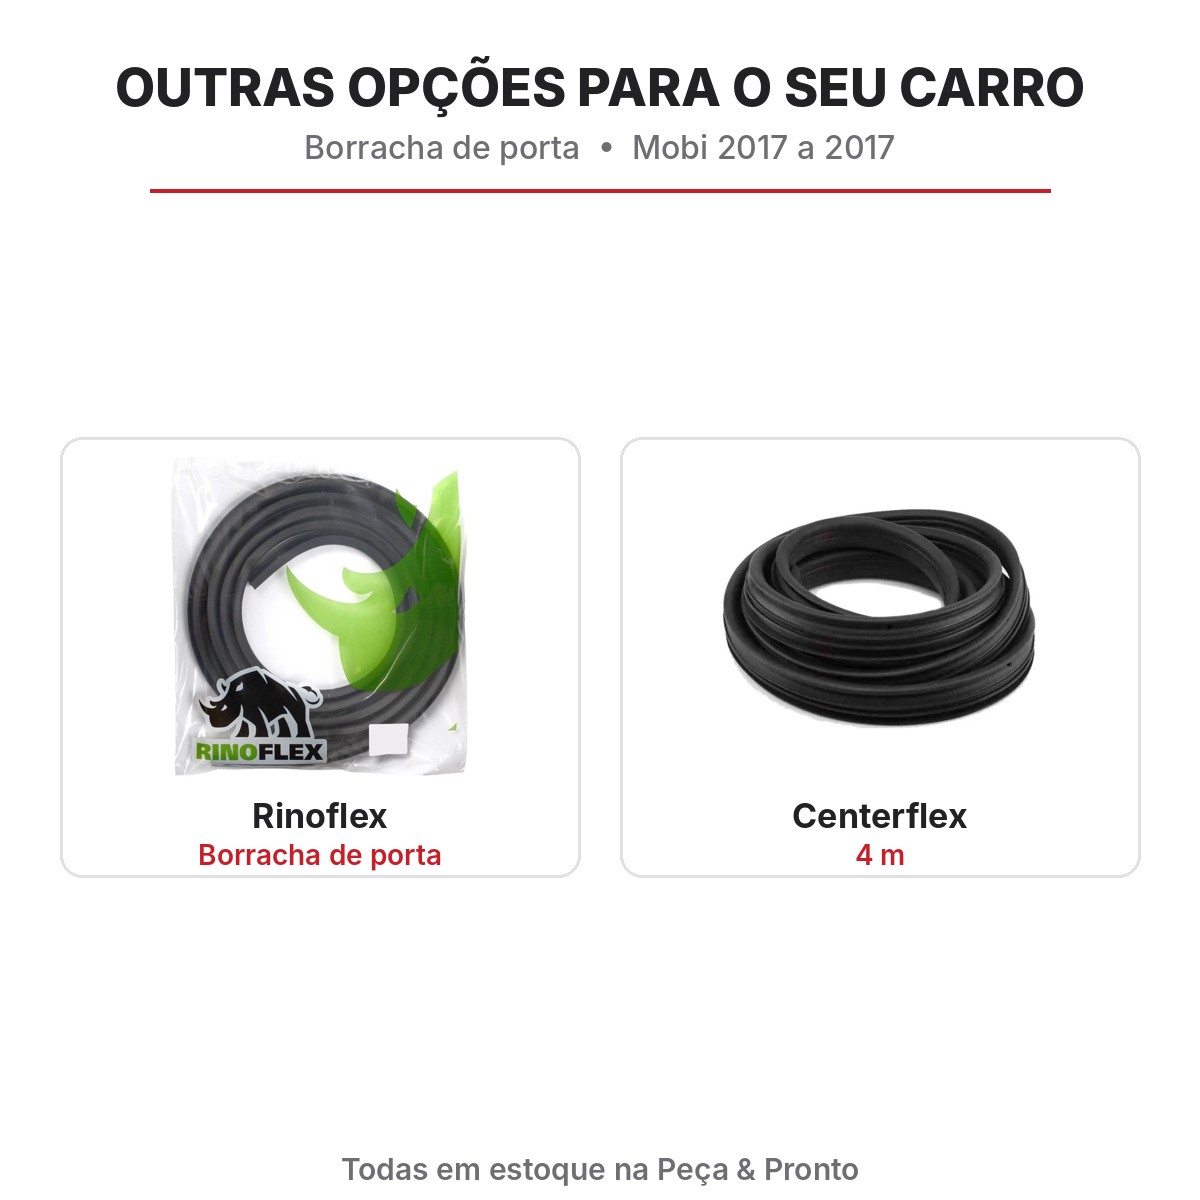 OUTRAS OPÇÕES PARA O SEU CARRO
Borracha de porta • Mobi 2017 a 2017
RINOFLEX
Rinoflex
Borracha de porta
Centerflex
4 m
Todas em estoque na Peça & Pronto